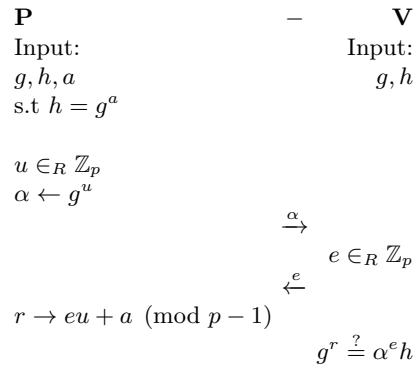 P – V
Input: Input:
g, h, a g, h
s.t h = g^a
u ∈_R ℤ_p
α ← g^u
α →
e ∈_R ℤ_p
e ←
r → eu + a (mod p − 1)
g^r ≟ α^e h